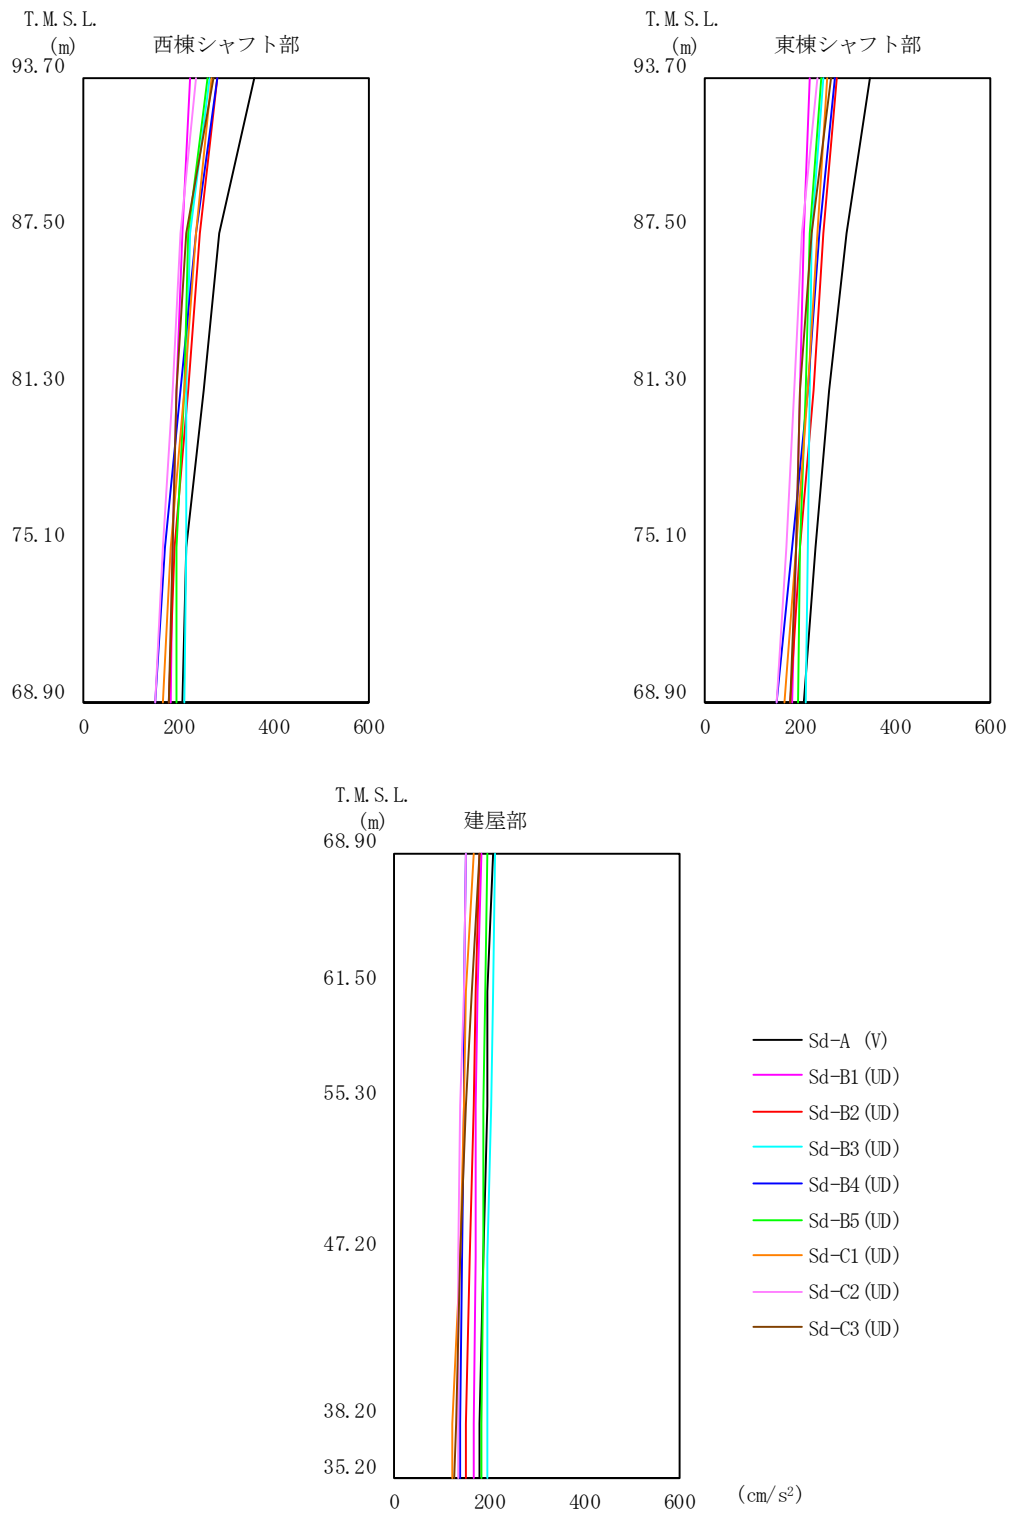 T.M.S.L.
(m)
西棟シャフト部
93.70
87.50
81.30
75.10
68.90
0 200 400 600
T.M.S.L.
(m)
東棟シャフト部
93.70
87.50
81.30
75.10
68.90
0 200 400 600
T.M.S.L.
(m)
建屋部
68.90
61.50
55.30
47.20
38.20
35.20
0 200 400 600
(cm/s²)
Sd-A (V)
Sd-B1(UD)
Sd-B2(UD)
Sd-B3(UD)
Sd-B4(UD)
Sd-B5(UD)
Sd-C1(UD)
Sd-C2(UD)
Sd-C3(UD)